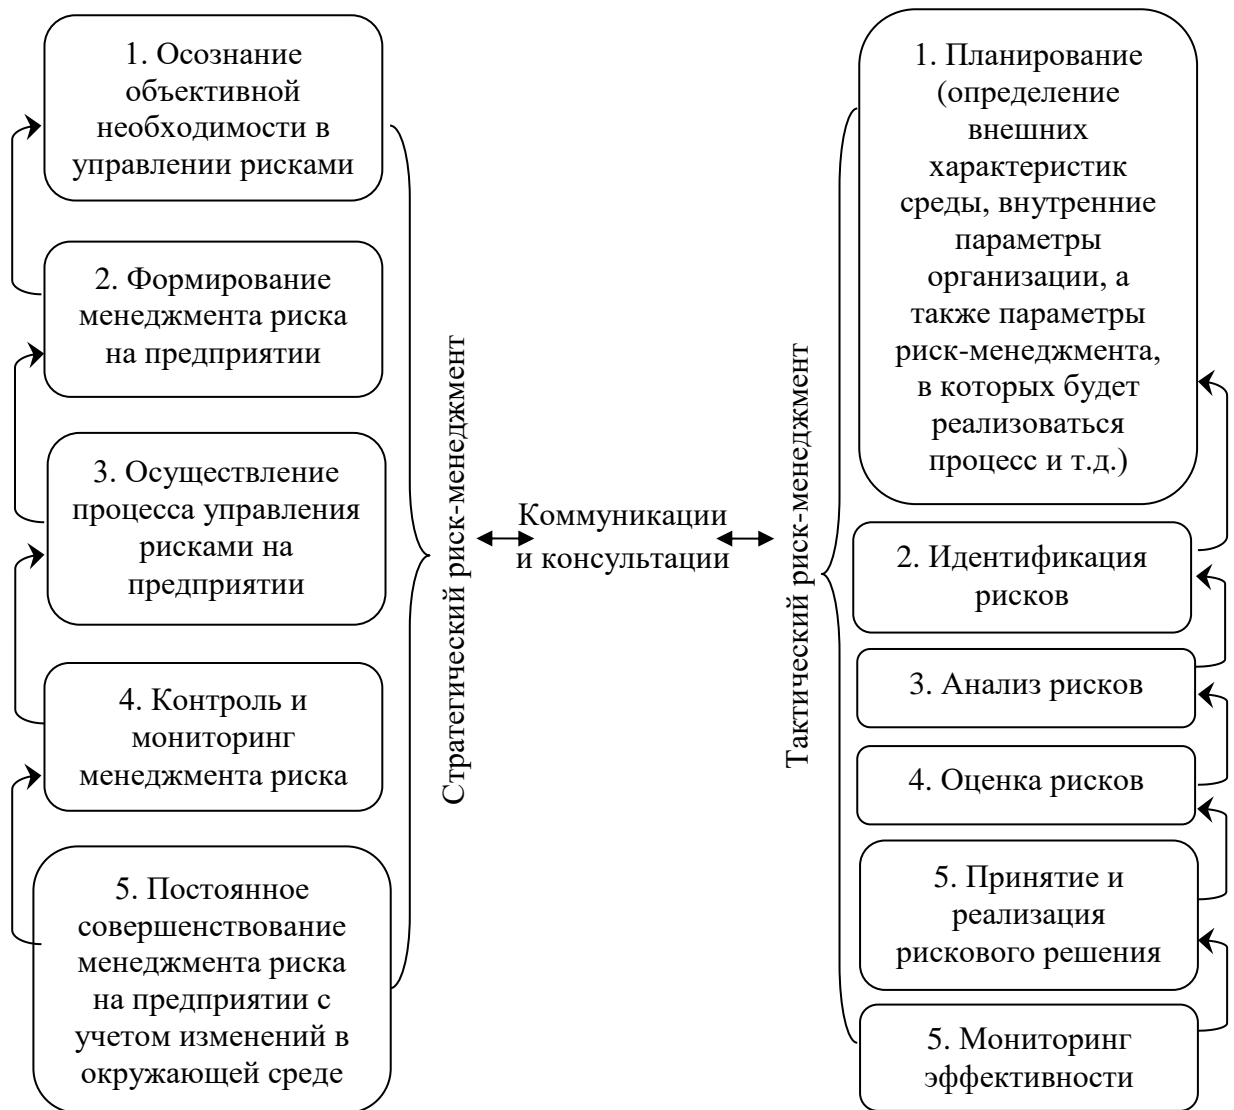 1. Осознание
объективной
необходимости в
управлении рисками
2. Формирование
менеджмента риска
на предприятии
3. Осуществление
процесса управления
рисками на
предприятии
4. Контроль и
мониторинг
менеджмента риска
5. Постоянное
совершенствование
менеджмента риска
на предприятии с
учетом изменений в
окружающей среде
Стратегический риск-менеджмент
Коммуникации
и консультации
Тактический риск-менеджмент
1. Планирование
(определение
внешних
характеристик
среды, внутренние
параметры
организации, а
также параметры
риск-менеджмента,
в которых будет
реализоваться
процесс и т.д.)
2. Идентификация
рисков
3. Анализ рисков
4. Оценка рисков
5. Принятие и
реализация
рискового решения
5. Мониторинг
эффективности